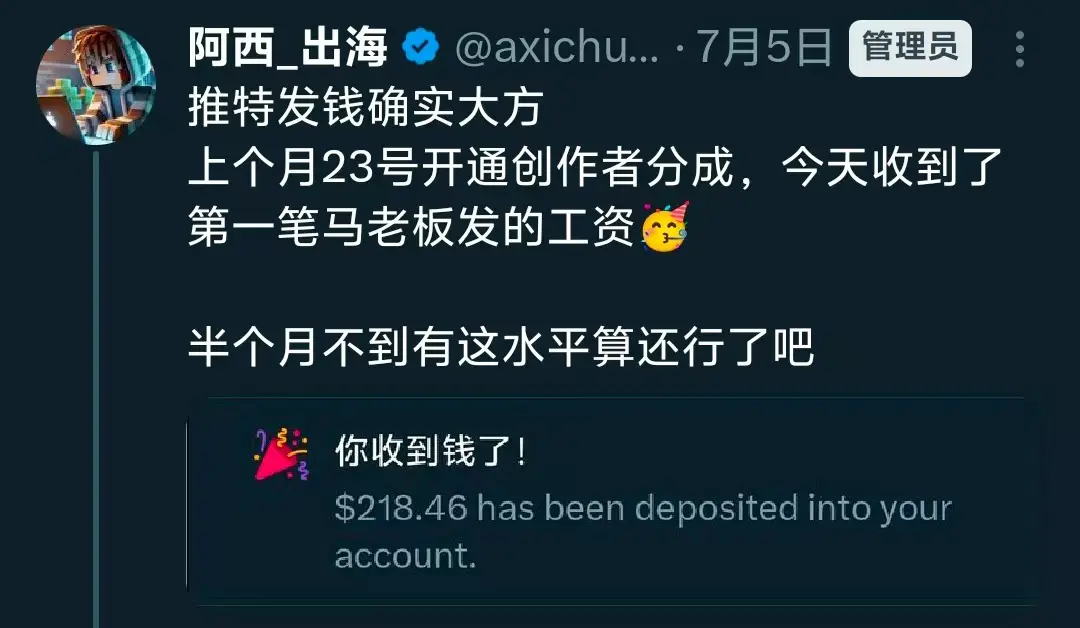 阿西_出海 @axichu... · 7月5日 管理员
推特发钱确实大方
上个月23号开通创作者分成，今天收到了
第一笔马老板发的工资🥳
半个月不到有这水平算还行了吧
你收到钱了！
$218.46 has been deposited into your
account.